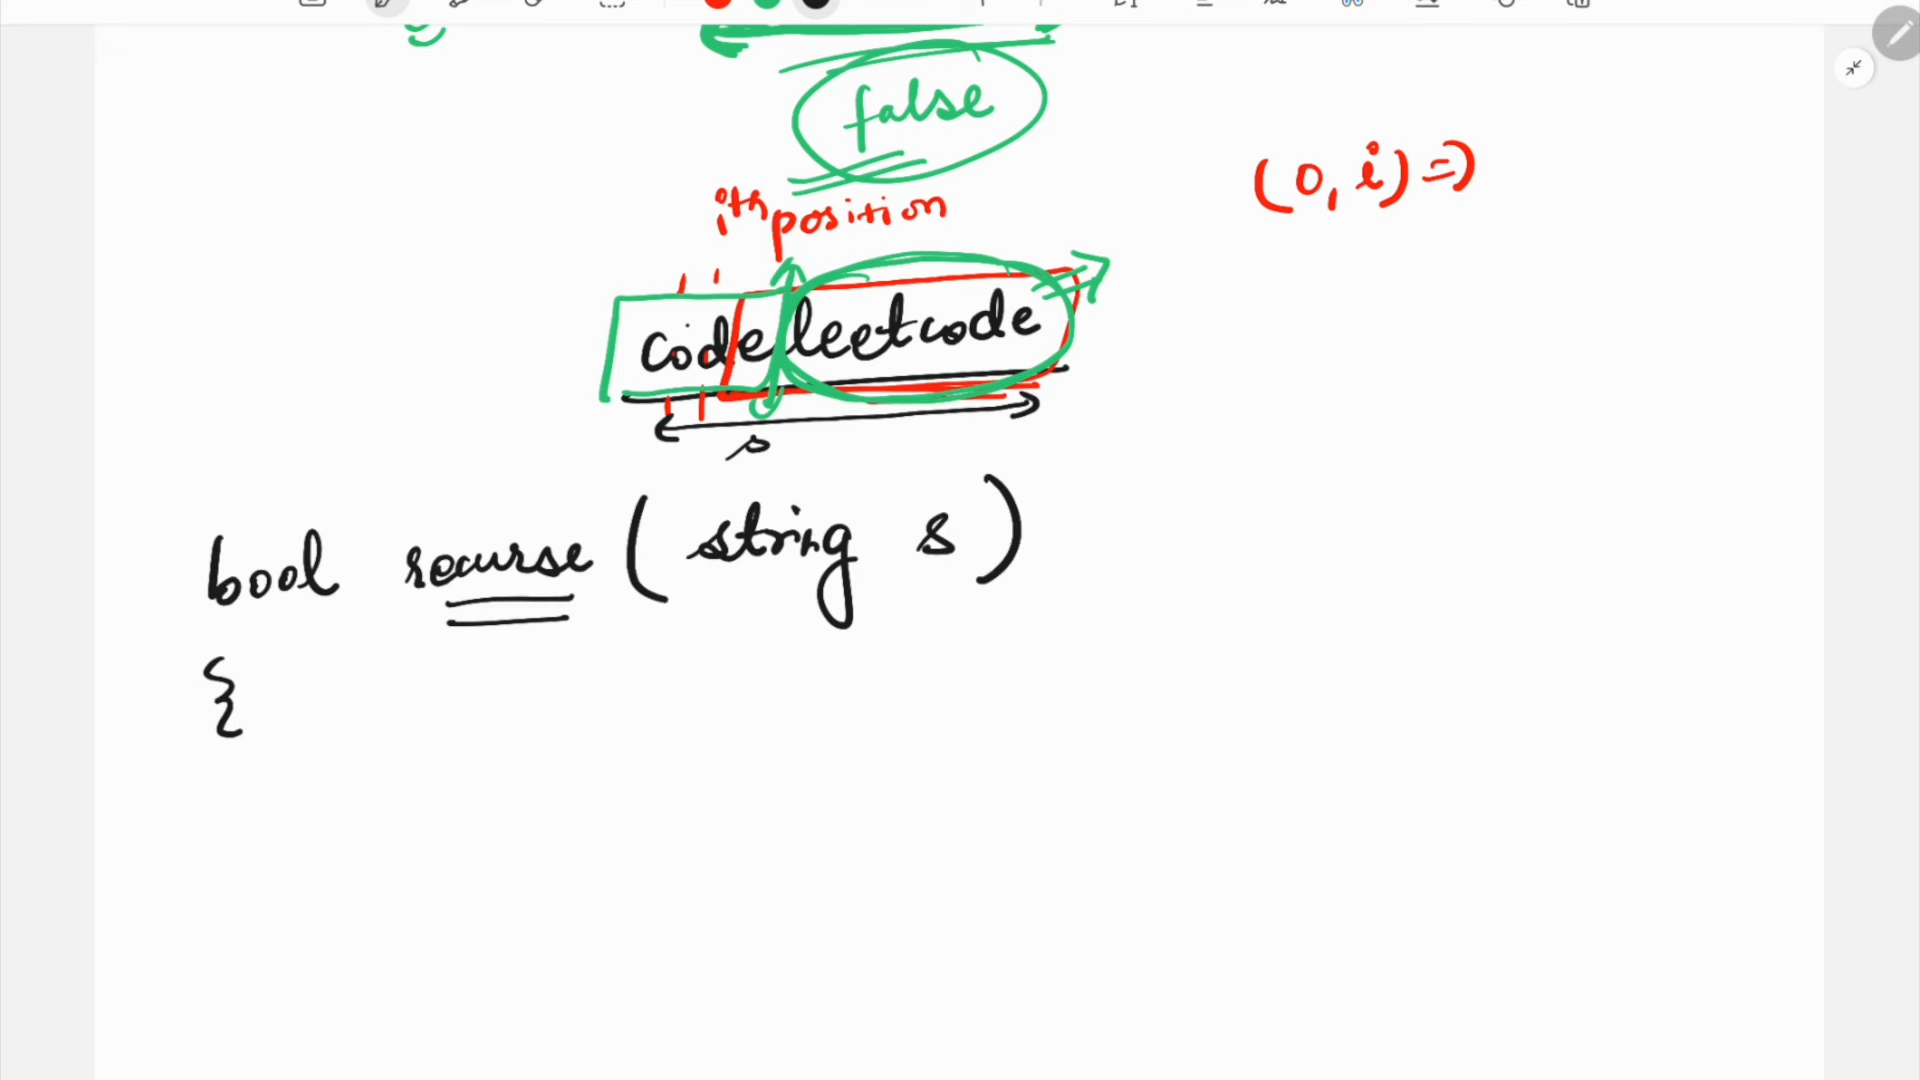 false
(0, i) =>
ith position
codeleetcode
s
bool recurse ( string s )
{